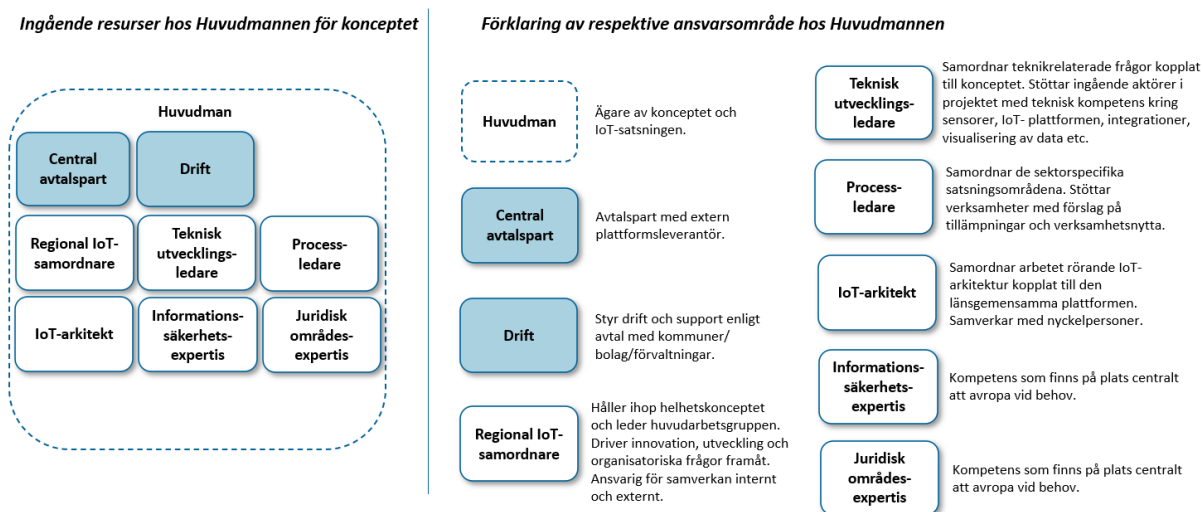 Ingående resurser hos Huvudmannen för konceptet
Huvudman
Central
avtalspart
Drift
Regional IoT-
samordnare
Teknisk
utvecklings-
ledare
Process-
ledare
IoT-arkitekt
Informations-
säkerhets-
expertis
Juridisk
områdes-
expertis
Förklaring av respektive ansvarsområde hos Huvudmannen
Huvudman
Ägare av konceptet och
IoT-satsningen.
Central
avtalspart
Avtalspart med extern
plattformsleverantör.
Drift
Styr drift och support enligt
avtal med kommuner/
bolag/förvaltningar.
Regional IoT-
samordnare
Håller ihop helhetskonceptet
och leder huvudarbetsgruppen.
Driver innovation, utveckling och
organisatoriska frågor framåt.
Ansvarig för samverkan internt
och externt.
Teknisk
utvecklings-
ledare
Samordnar teknikrelaterade frågor kopplat
till konceptet. Stöttar ingående aktörer i
projektet med teknisk kompetens kring
sensorer, IoT- plattformen, integrationer,
visualisering av data etc.
Process-
ledare
Samordnar de sektorspecifika
satsningsområdena. Stöttar
verksamheter med förslag på
tillämpningar och verksamhetsnytta.
IoT-arkitekt
Samordnar arbetet rörande IoT-
arkitektur kopplat till den
länsgemensamma plattformen.
Samverkar med nyckelpersoner.
Informations-
säkerhets-
expertis
Kompetens som finns på plats centralt
att avropa vid behov.
Juridisk
områdes-
expertis
Kompetens som finns på plats centralt
att avropa vid behov.